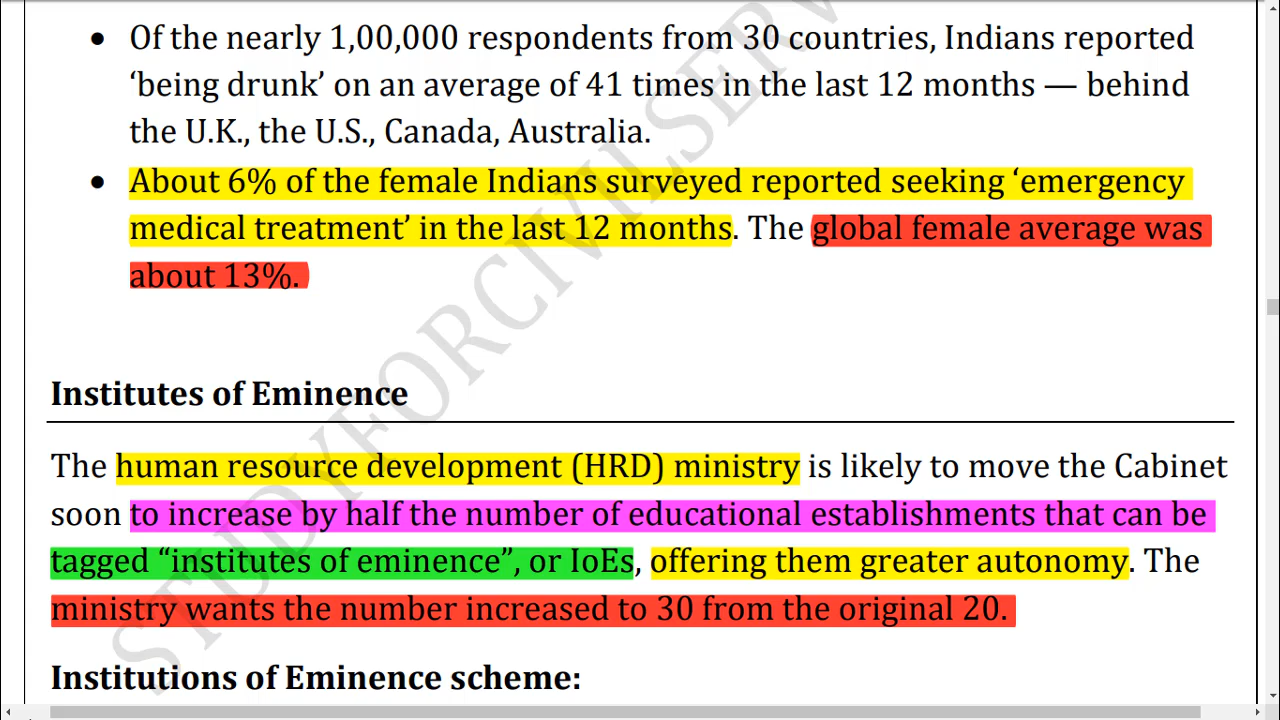 • Of the nearly 1,00,000 respondents from 30 countries, Indians reported
‘being drunk’ on an average of 41 times in the last 12 months — behind
the U.K., the U.S., Canada, Australia.
• About 6% of the female Indians surveyed reported seeking ‘emergency
medical treatment’ in the last 12 months. The global female average was
about 13%.
Institutes of Eminence
The human resource development (HRD) ministry is likely to move the Cabinet
soon to increase by half the number of educational establishments that can be
tagged “institutes of eminence”, or IoEs, offering them greater autonomy. The
ministry wants the number increased to 30 from the original 20.
Institutions of Eminence scheme:
STUDYFORCIVILSERV